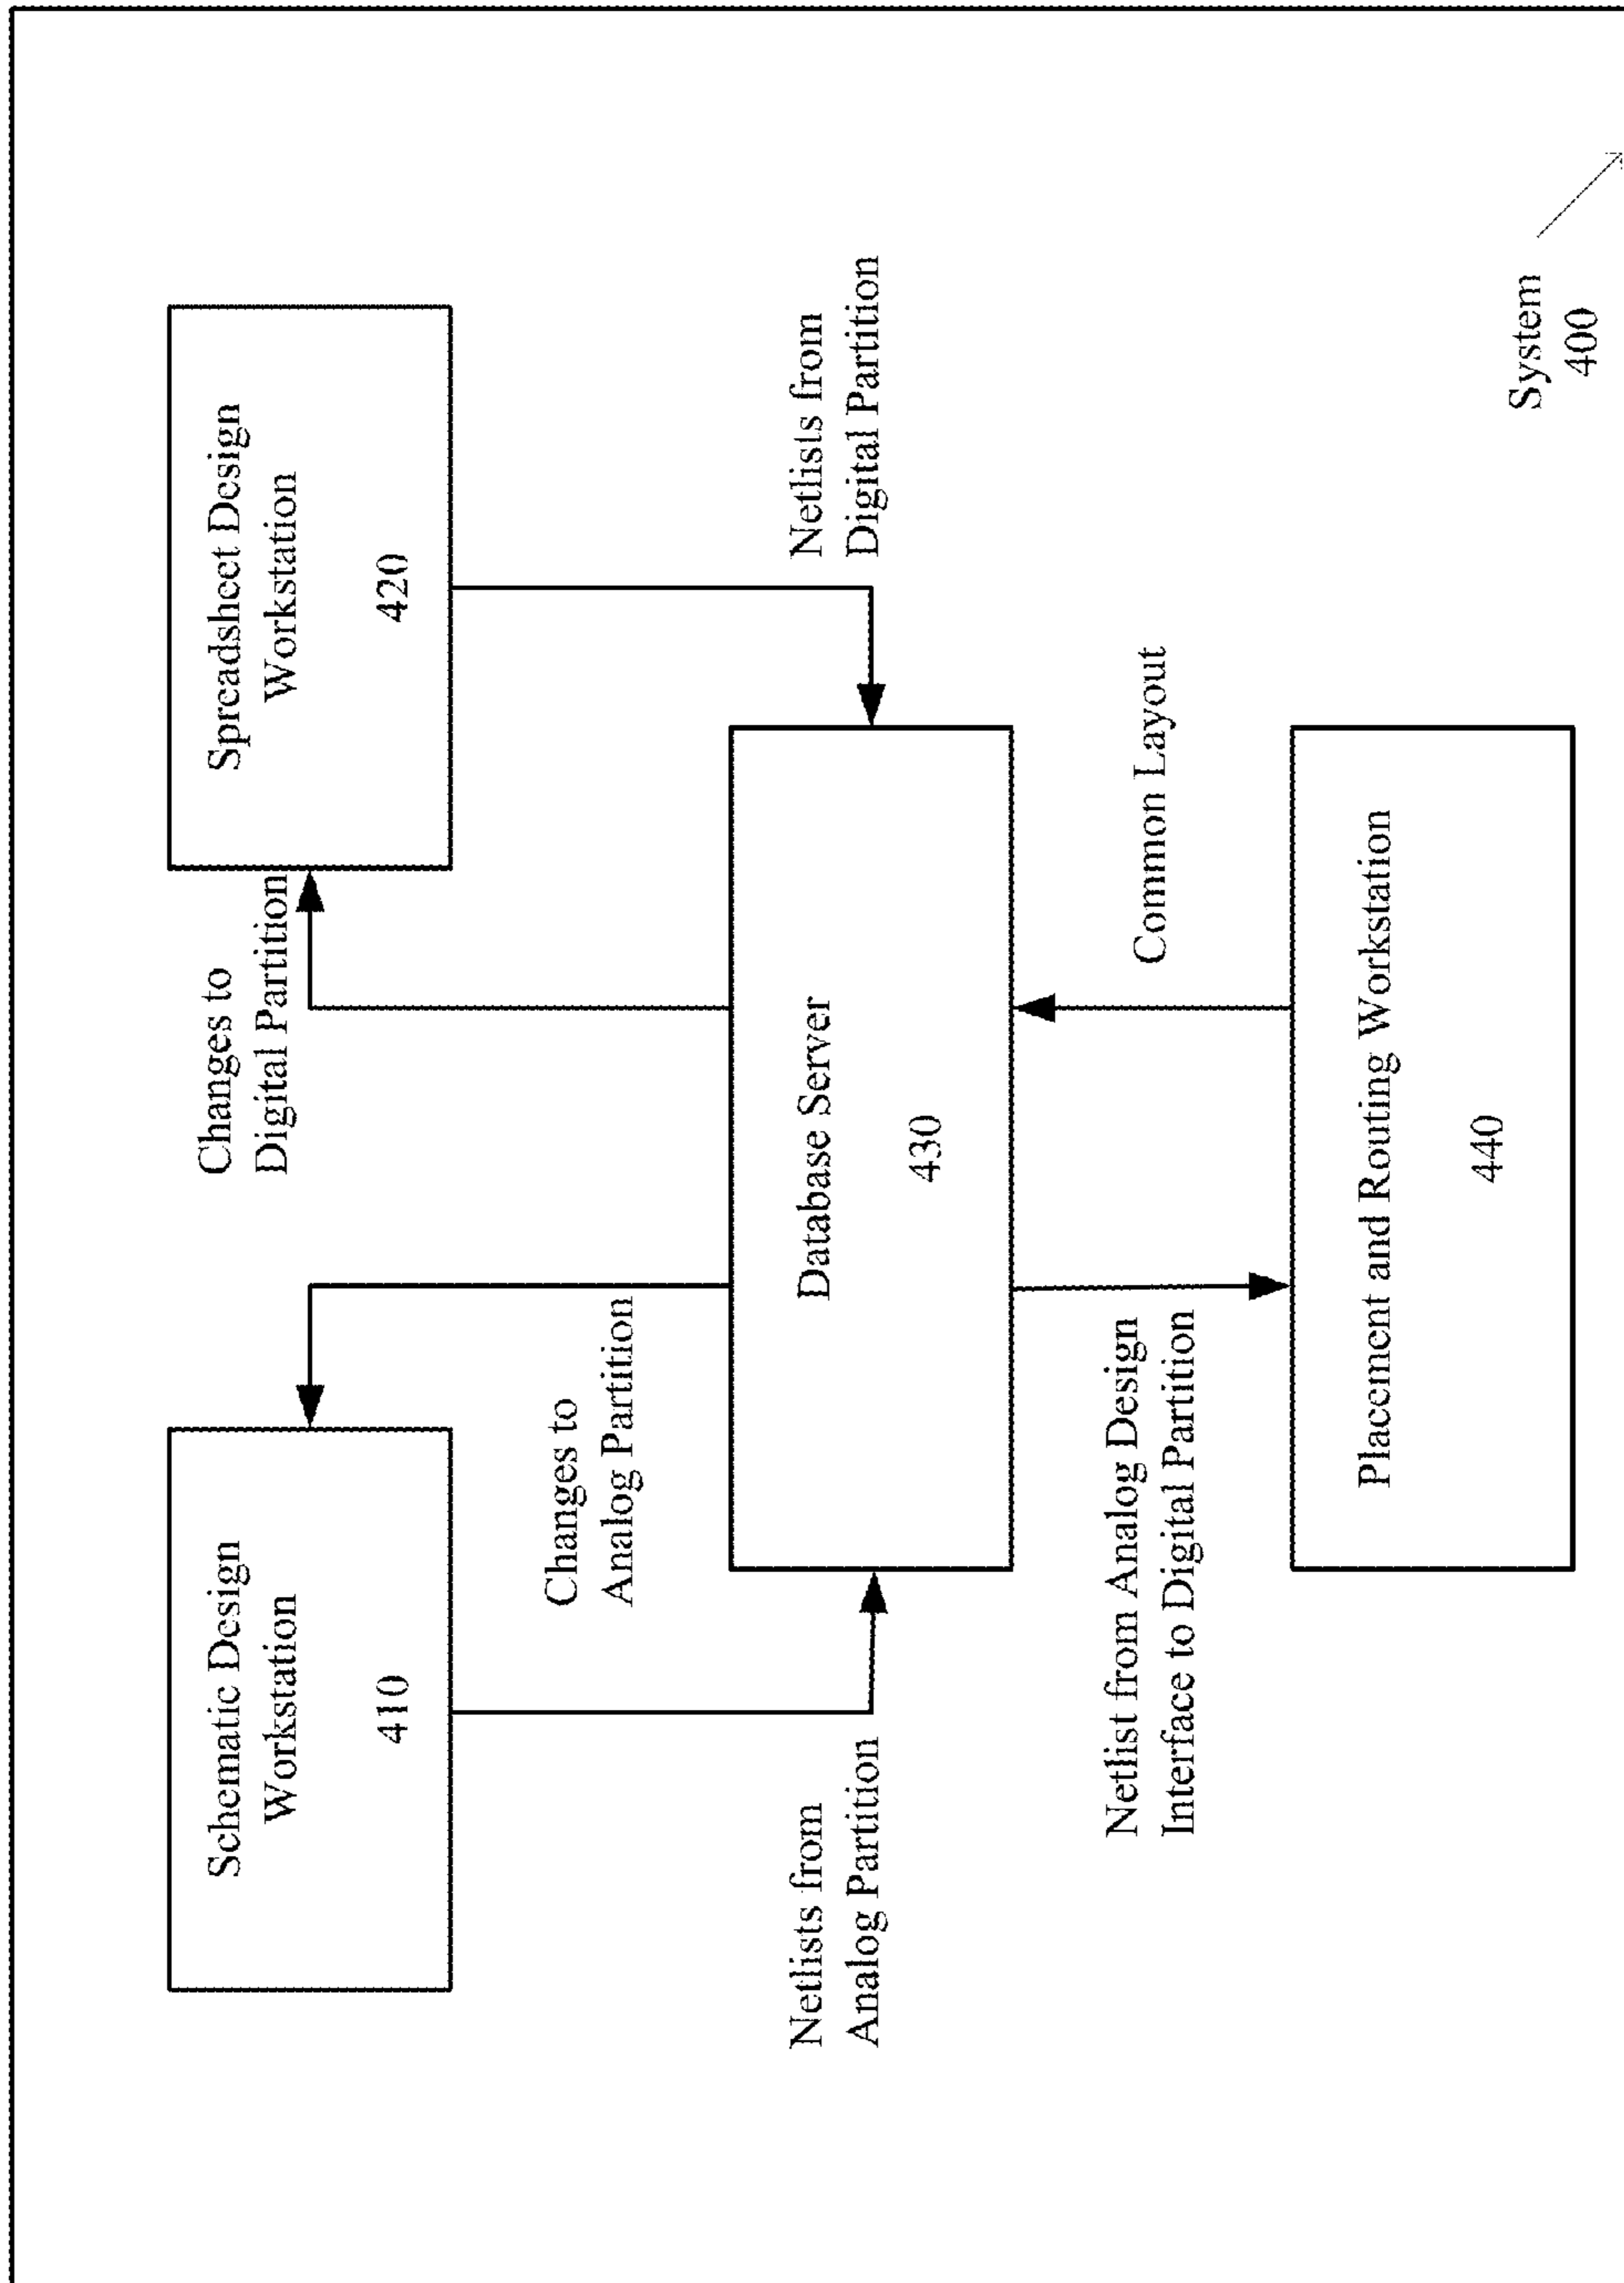 Schematic Design
Workstation
410
Spreadsheet Design
Workstation
420
Changes to
Digital Partition
Changes to
Analog Partition
Netlists from
Analog Partition
Netlists from
Digital Partition
Database Server
430
Netlist from Analog Design
Interface to Digital Partition
Common Layout
Placement and Routing Workstation
440
System
400